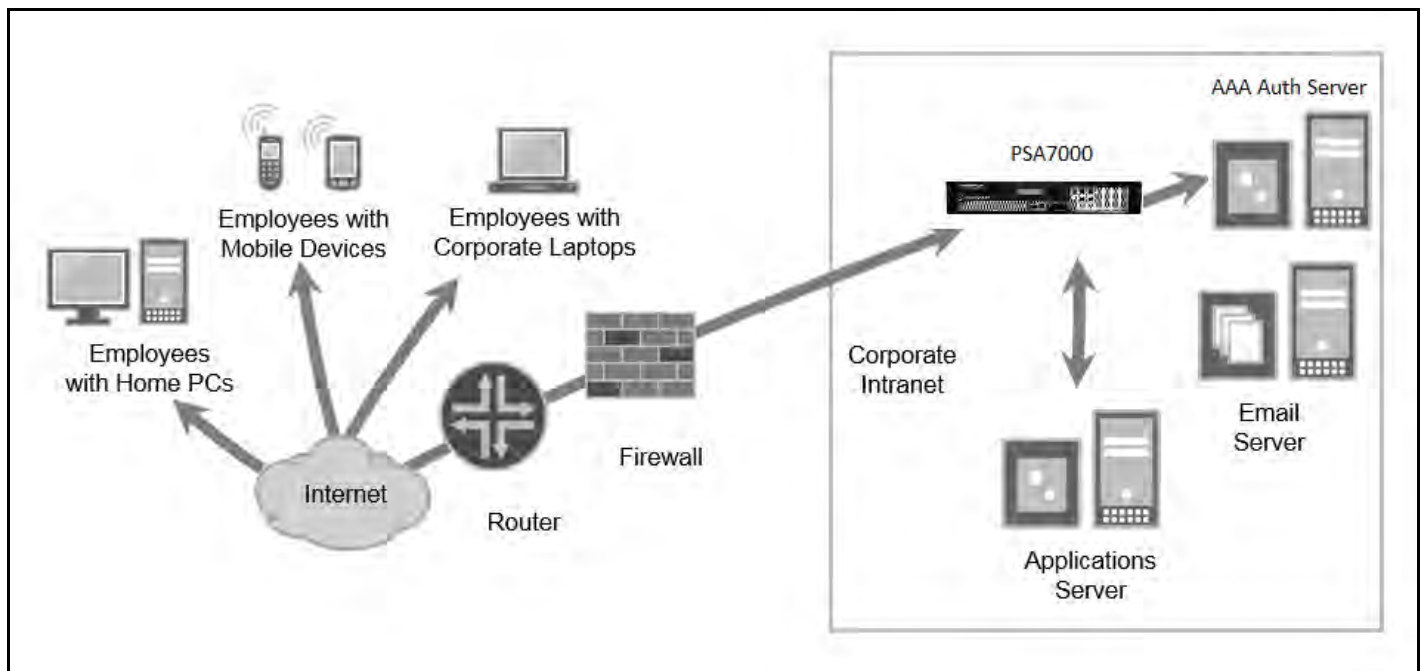 AAA Auth Server
PSA7000
Employees with
Mobile Devices
Employees with
Corporate Laptops
Employees
with Home PCs
Corporate
Intranet
Email
Server
Firewall
Internet
Router
Applications
Server